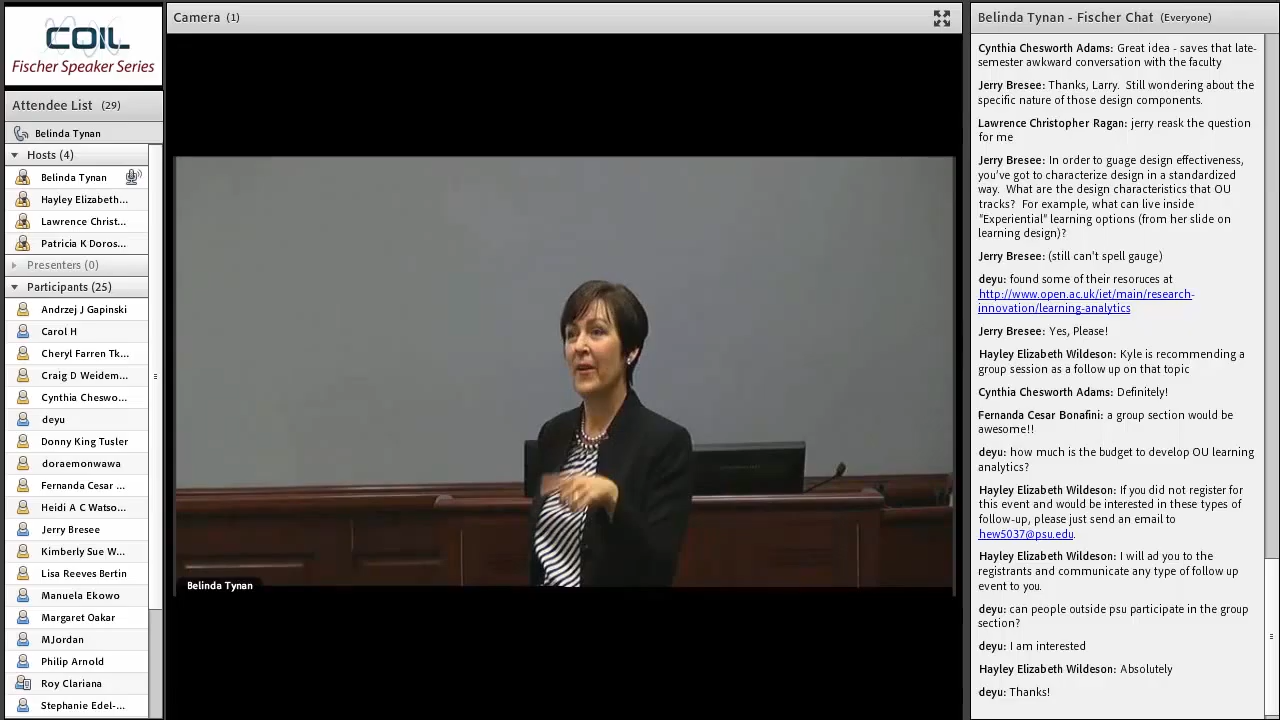 COIL
Fischer Speaker Series
Attendee List (29)
Belinda Tynan
Hosts (4)
Belinda Tynan
Hayley Elizabeth...
Lawrence Christ...
Patricia K Doros...
Presenters (0)
Participants (25)
Andrzej J Gapinski
Carol H
Cheryl Farren Tk...
Craig D Weidem...
Cynthia Cheswo...
deyu
Donny King Tusler
doraemonwawa
Fernanda Cesar ...
Heidi A C Watso...
Jerry Bresee
Kimberly Sue W...
Lisa Reeves Bertin
Manuela Ekowo
Margaret Oakar
MJordan
Philip Arnold
Roy Clariana
Stephanie Edel-...
Camera (1)
Belinda Tynan
Belinda Tynan - Fischer Chat (Everyone)
Cynthia Chesworth Adams: Great idea - saves that late-
semester awkward conversation with the faculty
Jerry Bresee: Thanks, Larry. Still wondering about the
specific nature of those design components.
Lawrence Christopher Ragan: jerry reask the question
for me
Jerry Bresee: In order to guage design effectiveness,
you've got to characterize design in a standardized
way. What are the design characteristics that OU
tracks? For example, what can live inside
"Experiential" learning options (from her slide on
learning design)?
Jerry Bresee: (still can't spell gauge)
deyu: found some of their resoruces at
http://www.open.ac.uk/iet/main/research-
innovation/learning-analytics
Jerry Bresee: Yes, Please!
Hayley Elizabeth Wildeson: Kyle is recommending a
group session as a follow up on that topic
Cynthia Chesworth Adams: Definitely!
Fernanda Cesar Bonafini: a group section would be
awesome!!
deyu: how much is the budget to develop OU learning
analytics?
Hayley Elizabeth Wildeson: If you did not register for
this event and would be interested in these types of
follow-up, please just send an email to
hew5037@psu.edu.
Hayley Elizabeth Wildeson: I will ad you to the
registrants and communicate any type of follow up
event to you.
deyu: can people outside psu participate in the group
section?
deyu: I am interested
Hayley Elizabeth Wildeson: Absolutely
deyu: Thanks!